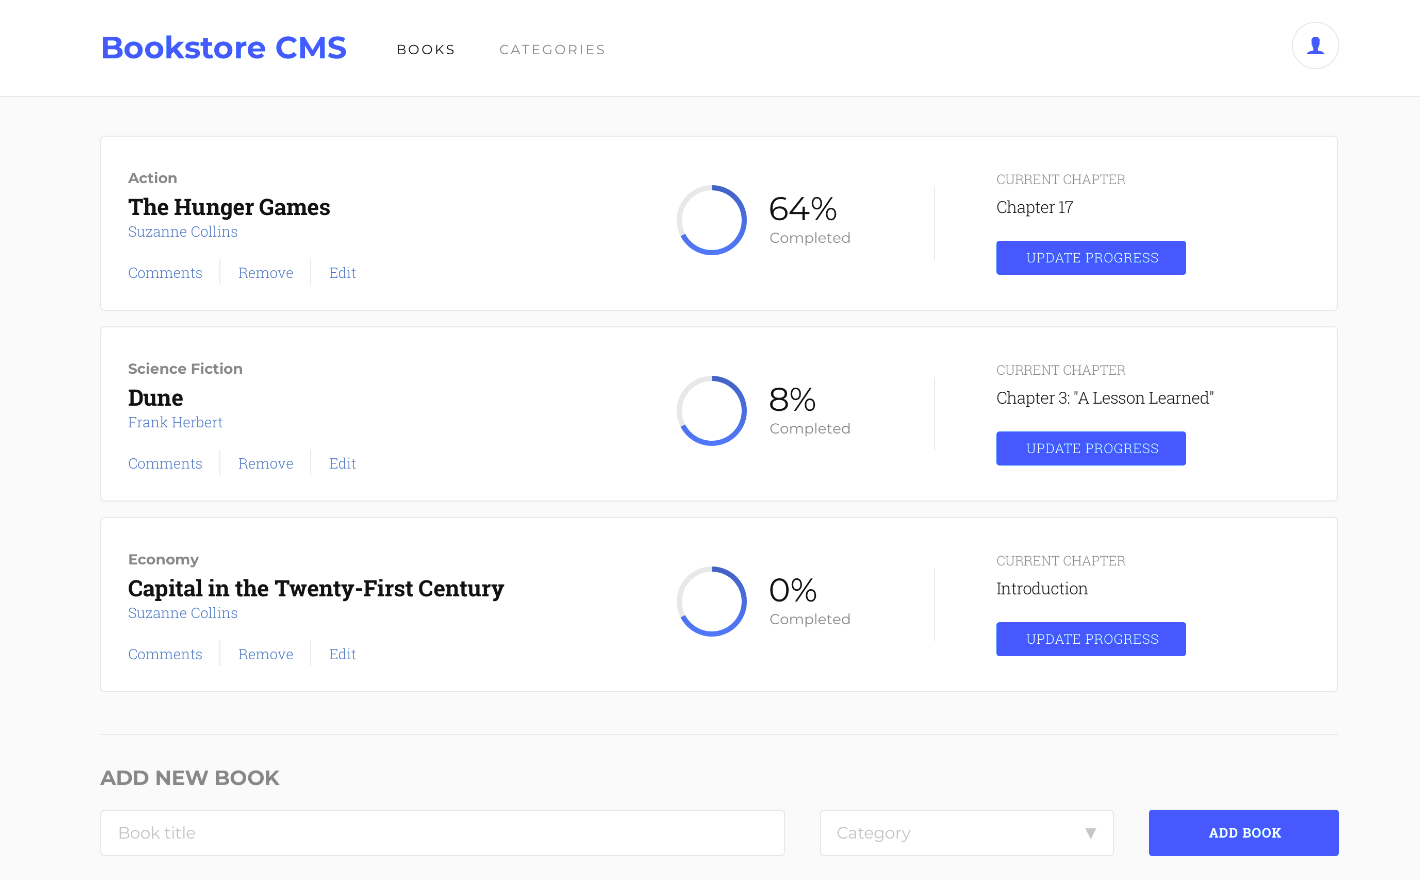 Bookstore CMS BOOKS CATEGORIES
Action
The Hunger Games
Suzanne Collins
Comments Remove Edit
64%
Completed
CURRENT CHAPTER
Chapter 17
UPDATE PROGRESS
Science Fiction
Dune
Frank Herbert
Comments Remove Edit
8%
Completed
CURRENT CHAPTER
Chapter 3: "A Lesson Learned"
UPDATE PROGRESS
Economy
Capital in the Twenty-First Century
Suzanne Collins
Comments Remove Edit
0%
Completed
CURRENT CHAPTER
Introduction
UPDATE PROGRESS
ADD NEW BOOK
Book title Category ADD BOOK